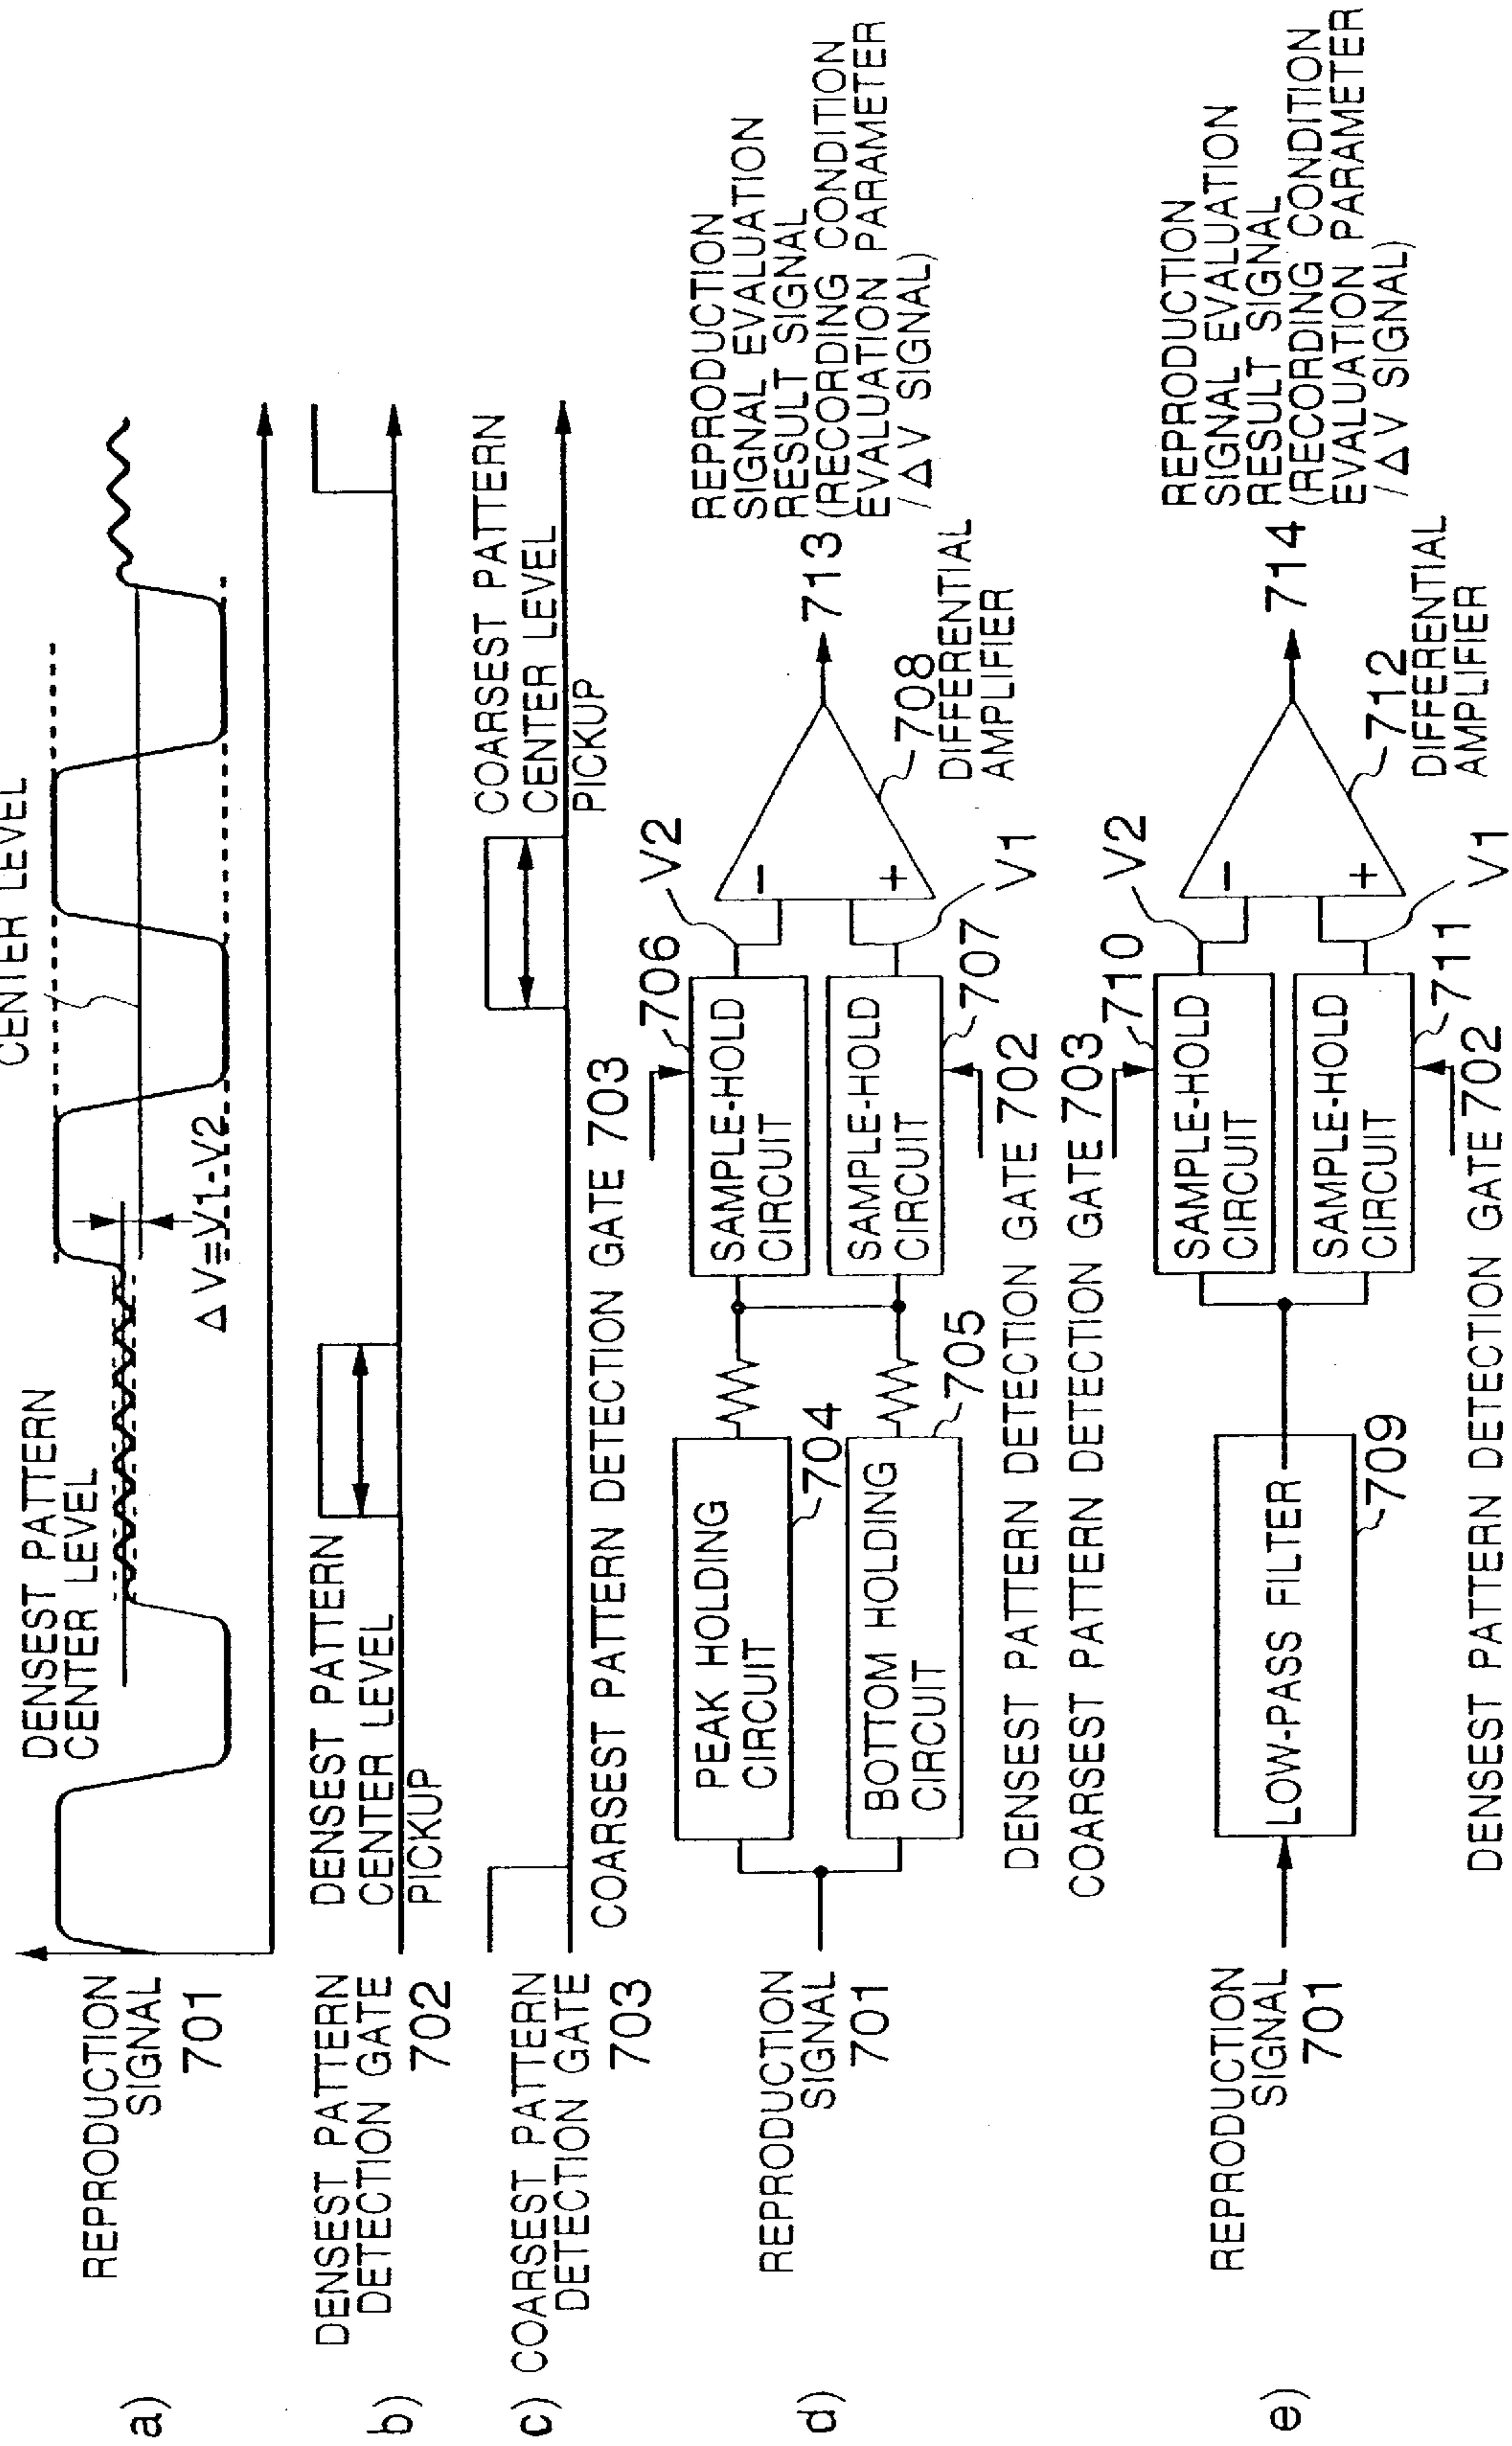 a)
REPRODUCTION
SIGNAL
701
DENSEST PATTERN
CENTER LEVEL
CENTER LEVEL
ΔV=V1-V2
b)
DENSEST PATTERN
DETECTION GATE
702
DENSEST PATTERN
CENTER LEVEL
PICKUP
c)
COARSEST PATTERN
DETECTION GATE
703
COARSEST PATTERN
CENTER LEVEL
PICKUP
d)
REPRODUCTION
SIGNAL
701
COARSEST PATTERN DETECTION GATE 703
PEAK HOLDING
CIRCUIT
704
BOTTOM HOLDING
CIRCUIT
705
SAMPLE-HOLD
CIRCUIT
706
SAMPLE-HOLD
CIRCUIT
707
DENSEST PATTERN DETECTION GATE 702
V2
V1
−
+
708
DIFFERENTIAL
AMPLIFIER
713
REPRODUCTION
SIGNAL EVALUATION
RESULT SIGNAL
(RECORDING CONDITION
EVALUATION PARAMETER
/ΔV SIGNAL)
e)
REPRODUCTION
SIGNAL
701
COARSEST PATTERN DETECTION GATE 703
LOW-PASS FILTER
709
SAMPLE-HOLD
CIRCUIT
710
SAMPLE-HOLD
CIRCUIT
711
DENSEST PATTERN DETECTION GATE 702
V2
V1
−
+
712
DIFFERENTIAL
AMPLIFIER
714
REPRODUCTION
SIGNAL EVALUATION
RESULT SIGNAL
(RECORDING CONDITION
EVALUATION PARAMETER
/ΔV SIGNAL)